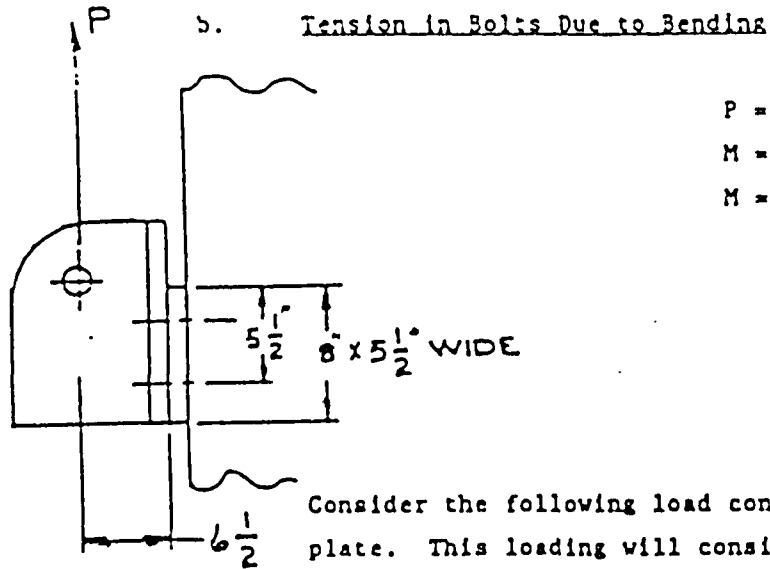 P
5. Tension in Bolts Due to Bending
P =
M =
M =
5 1/2"
8" x 5 1/2" WIDE
6 1/2
Consider the following load con
plate. This loading will consi